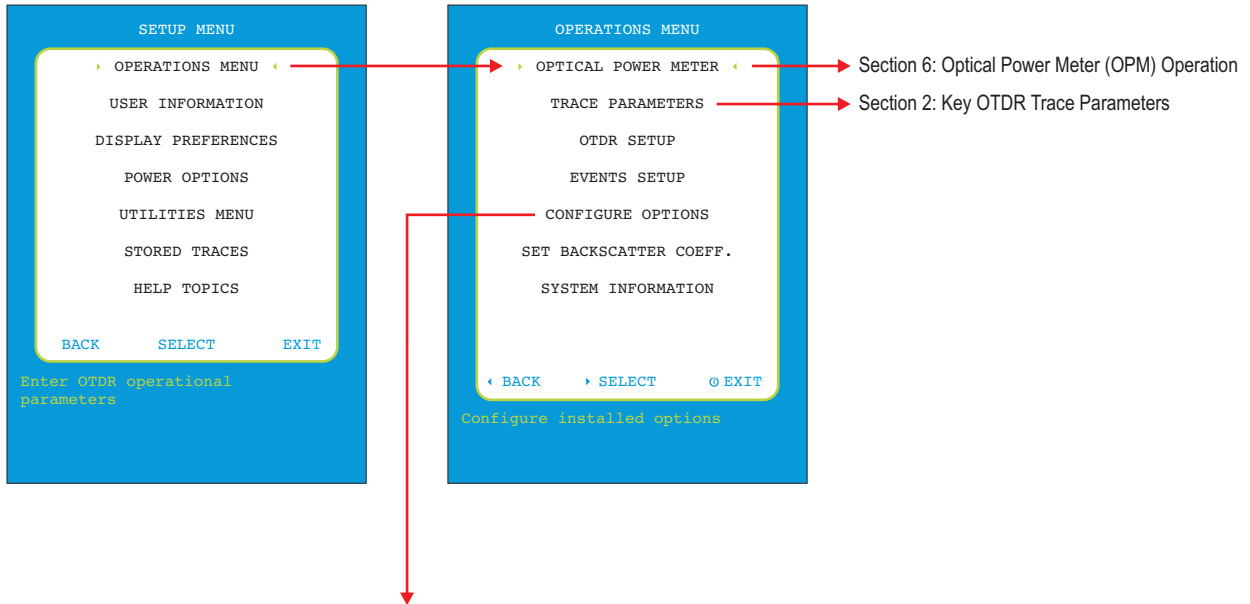 SETUP MENU
OPERATIONS MENU
USER INFORMATION
DISPLAY PREFERENCES
POWER OPTIONS
UTILITIES MENU
STORED TRACES
HELP TOPICS
BACK SELECT EXIT
Enter OTDR operational
parameters
OPERATIONS MENU
OPTICAL POWER METER
TRACE PARAMETERS
OTDR SETUP
EVENTS SETUP
CONFIGURE OPTIONS
SET BACKSCATTER COEFF.
SYSTEM INFORMATION
BACK SELECT EXIT
Configure installed options
Section 6: Optical Power Meter (OPM) Operation
Section 2: Key OTDR Trace Parameters